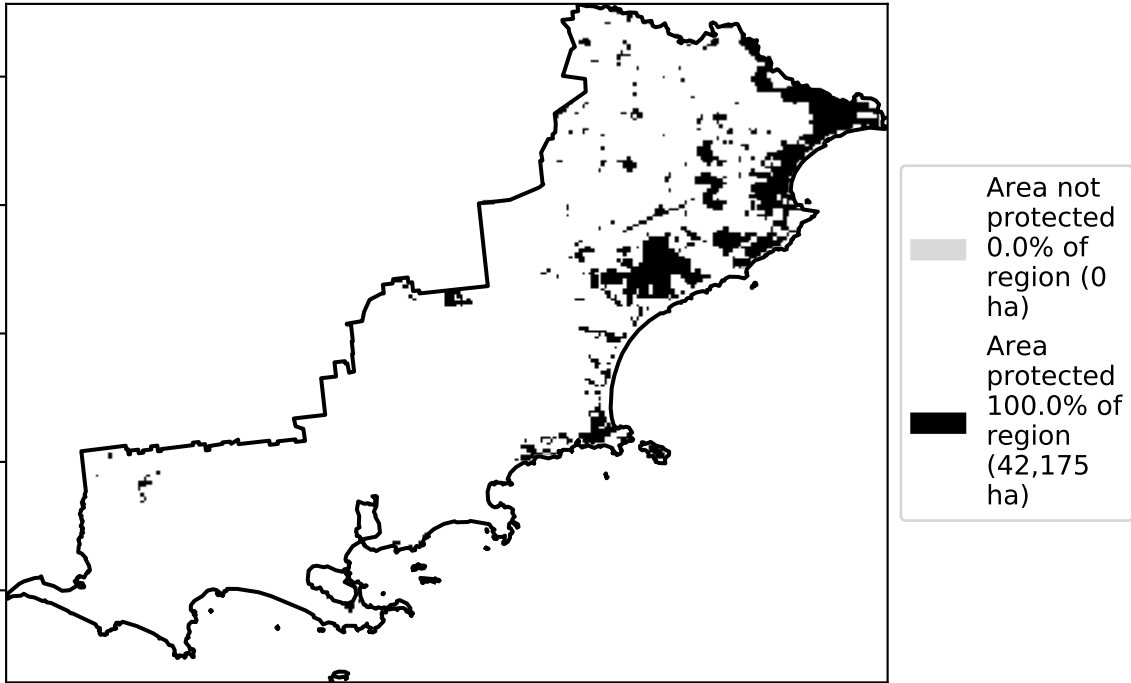 Area not
protected
0.0% of
region (0
ha)
Area
protected
100.0% of
region
(42,175
ha)